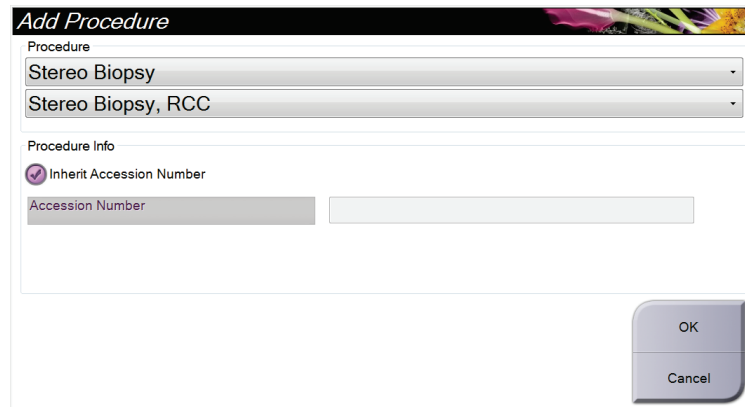 Add Procedure
Procedure
Stereo Biopsy
Stereo Biopsy, RCC
Procedure Info
Inherit Accession Number
Accession Number
OK
Cancel